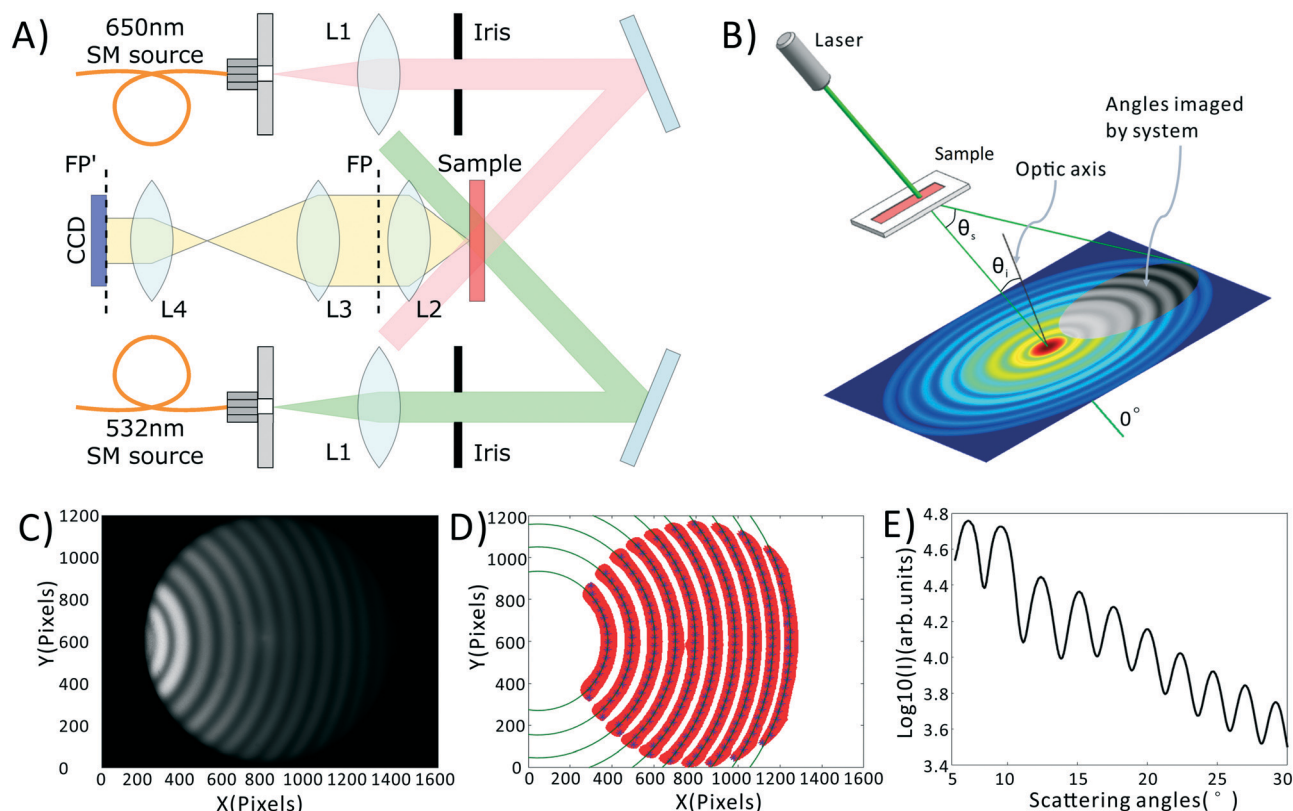 A)
650nm
SM source
L1
Iris
FP'
FP
Sample
CCD
L4
L3
L2
532nm
SM source
L1
Iris
B)
Laser
Angles imaged
by system
Sample
Optic axis
θs
θi
0°
C)
1200
1000
800
600
400
200
0
Y(Pixels)
0 200 400 600 800 1000 1200 1400 1600
X(Pixels)
D)
1200
1000
800
600
400
200
0
Y(Pixels)
0 200 400 600 800 1000 1200 1400 1600
X(Pixels)
E)
4.8
4.6
4.4
4.2
4.0
3.8
3.6
3.4
Log10(I)(arb.units)
6 10 15 20 25 30
Scattering angles(°)